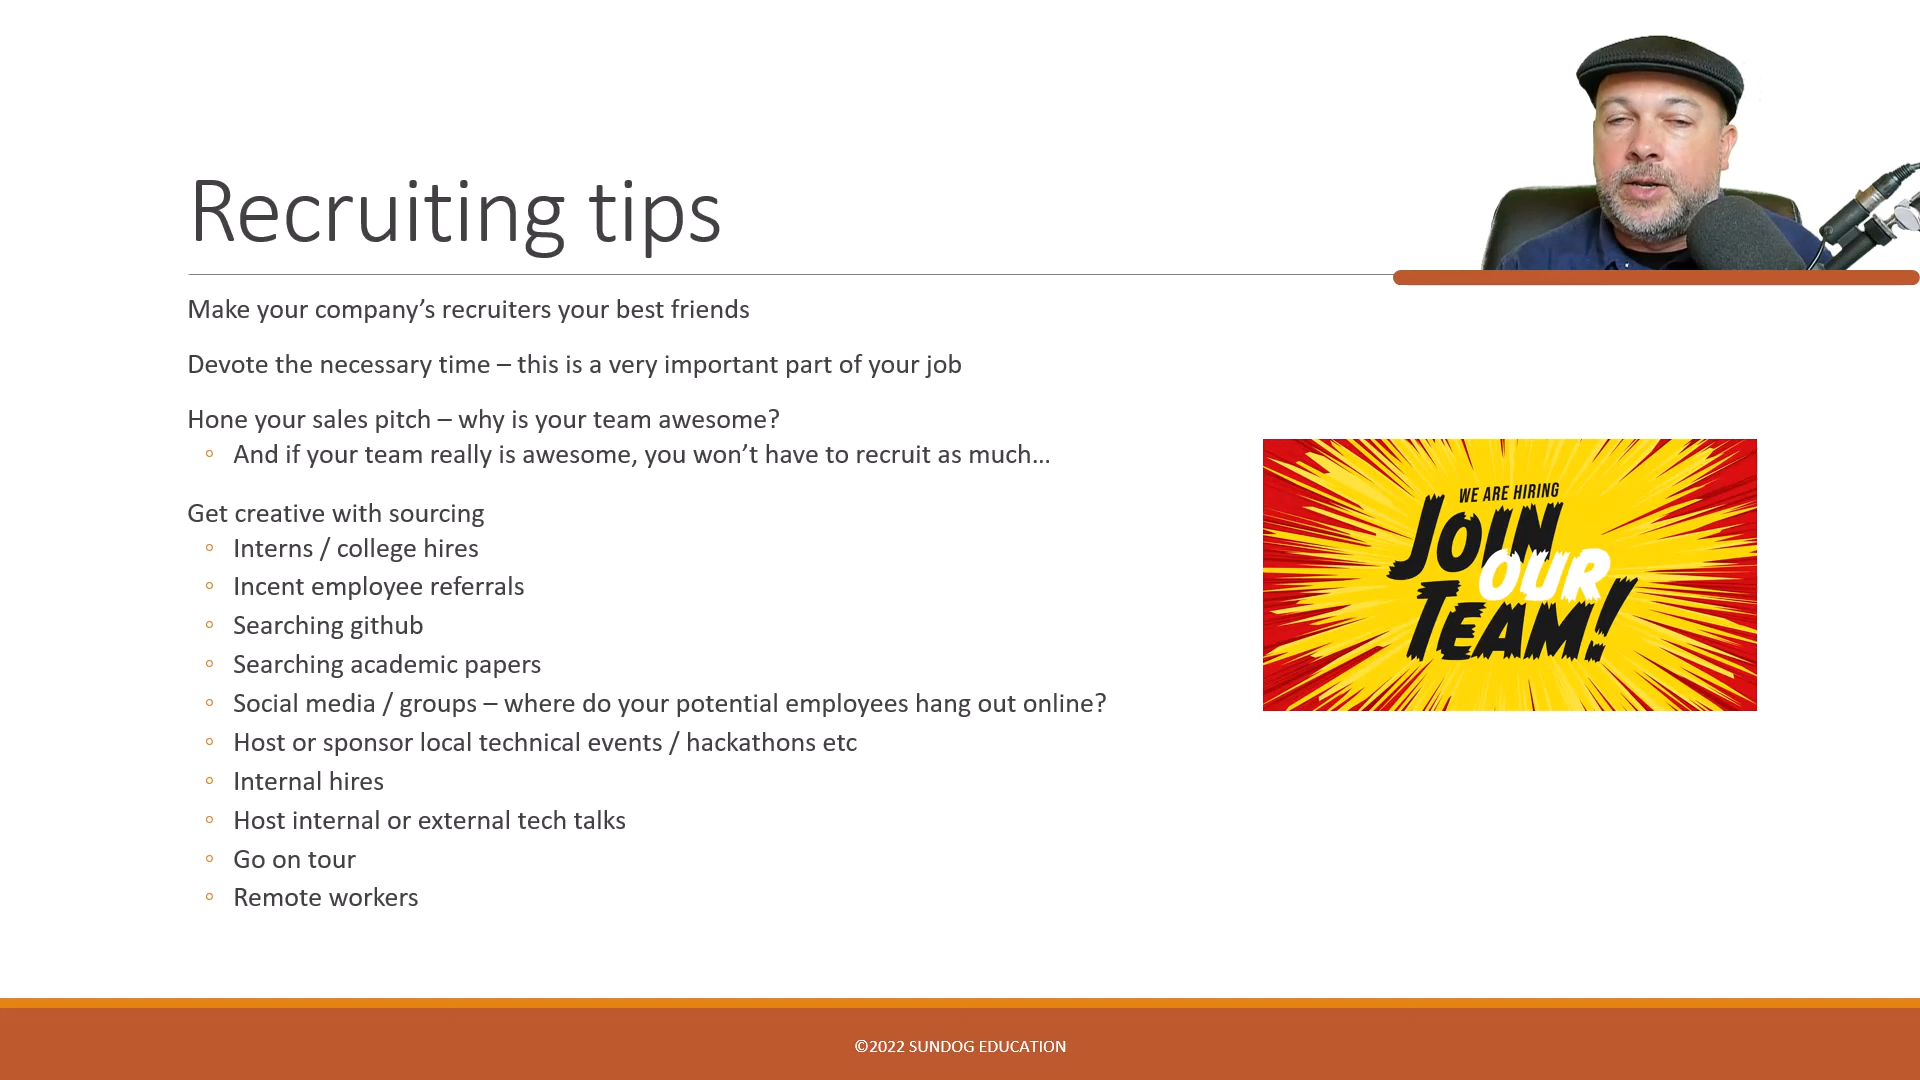 Recruiting tips
Make your company’s recruiters your best friends
Devote the necessary time – this is a very important part of your job
Hone your sales pitch – why is your team awesome?
◦ And if your team really is awesome, you won’t have to recruit as much…
Get creative with sourcing
◦ Interns / college hires
◦ Incent employee referrals
◦ Searching github
◦ Searching academic papers
◦ Social media / groups – where do your potential employees hang out online?
◦ Host or sponsor local technical events / hackathons etc
◦ Internal hires
◦ Host internal or external tech talks
◦ Go on tour
◦ Remote workers
WE ARE HIRING
JOIN
OUR
TEAM!
©2022 SUNDOG EDUCATION